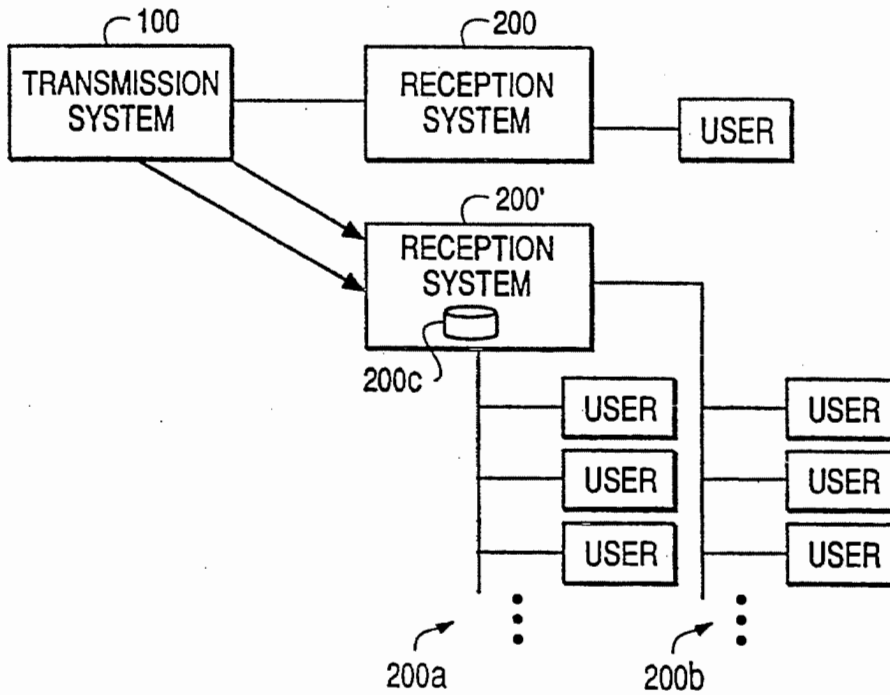 100
TRANSMISSION
SYSTEM
200
RECEPTION
SYSTEM
USER
200'
RECEPTION
SYSTEM
200c
USER
USER
USER
USER
USER
USER
200a
200b